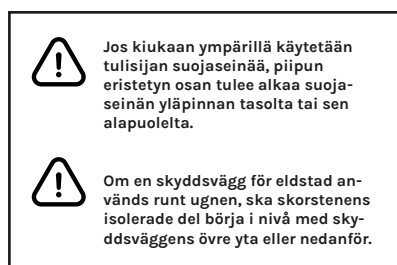 Jos kiukaan ympärillä käytetään
tulisijan suojaseinää, piipun
eristetyn osan tulee alkaa suoja-
seinän yläpinnan tasolta tai sen
alapuolelta.
Om en skyddsvägg för eldstad an-
vänds runt ugnen, ska skorstenens
isolerade del börja i nivå med sky-
ddsväggens övre yta eller nedanför.